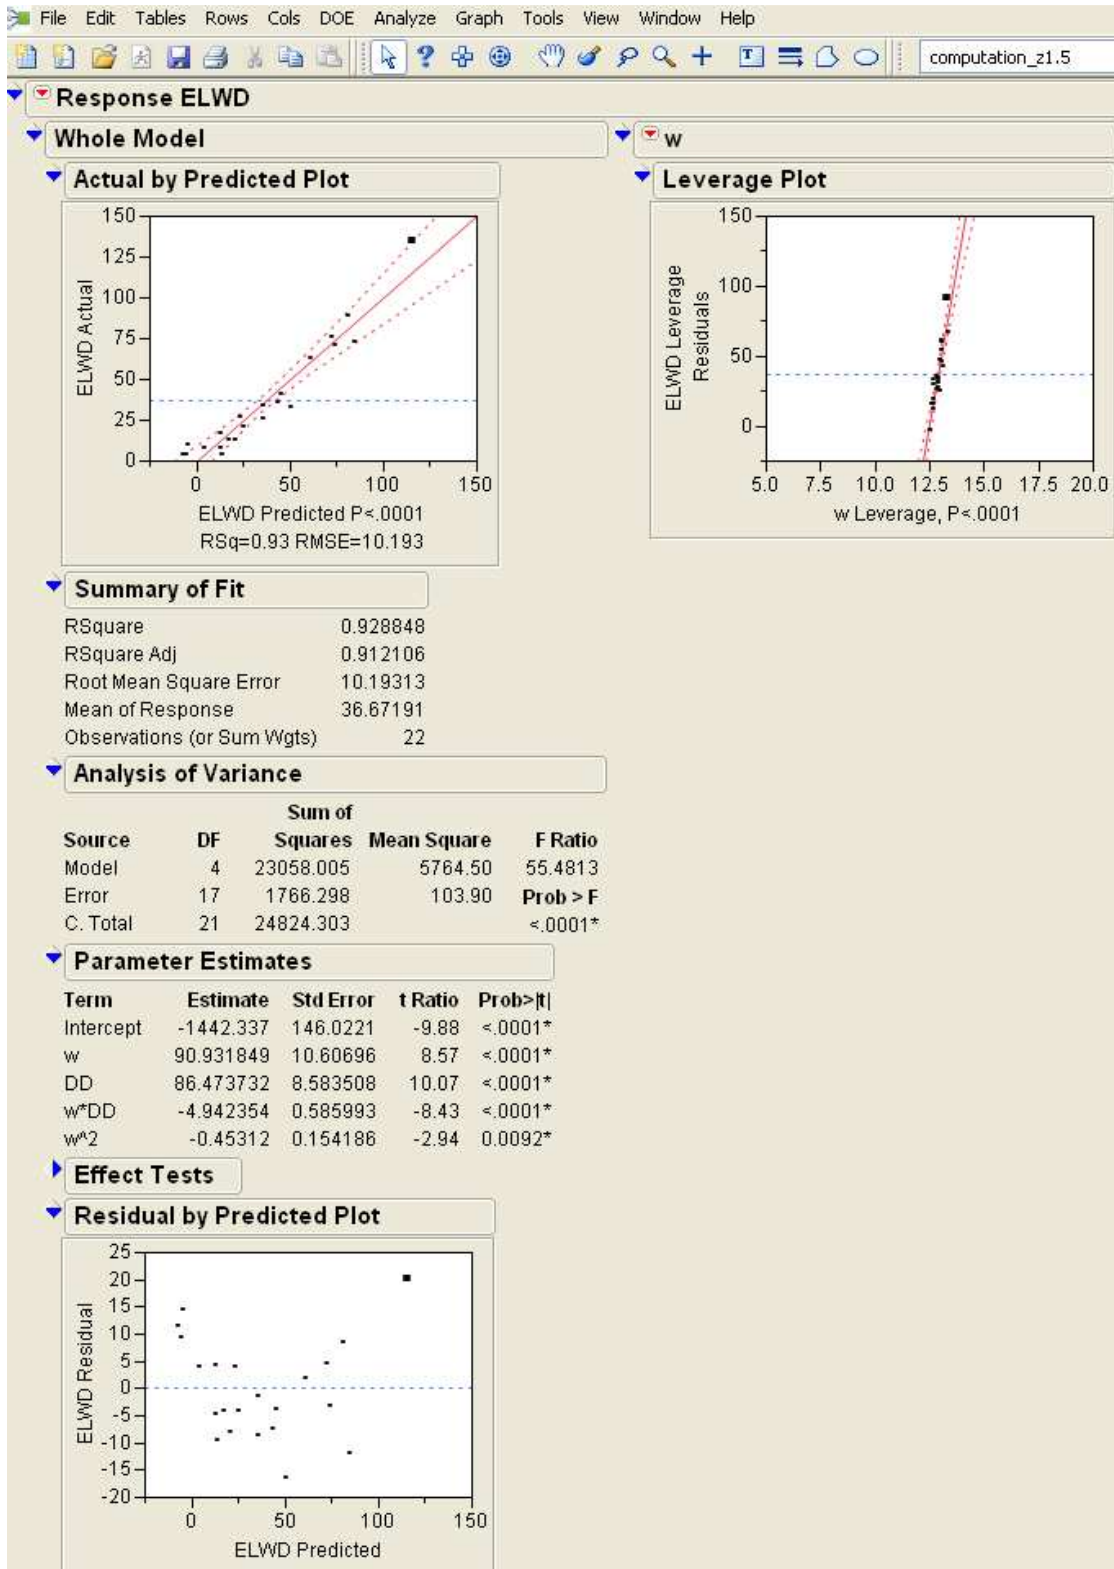 File Edit Tables Rows Cols DOE Analyze Graph Tools View Window Help
computation_z1.5
Response ELWD
Whole Model
Actual by Predicted Plot
150
125
100
75
50
25
0
ELWD Actual
0 50 100 150
ELWD Predicted P<.0001
RSq=0.93 RMSE=10.193
w
Leverage Plot
150
100
50
0
ELWD Leverage
Residuals
5.0 7.5 10.0 12.5 15.0 17.5 20.0
w Leverage, P<.0001
Summary of Fit
RSquare 0.928848
RSquare Adj 0.912106
Root Mean Square Error 10.19313
Mean of Response 36.67191
Observations (or Sum Wgts) 22
Analysis of Variance
Sum of
Source DF Squares Mean Square F Ratio
Model 4 23058.005 5764.50 55.4813
Error 17 1766.298 103.90 Prob > F
C. Total 21 24824.303 <.0001*
Parameter Estimates
Term Estimate Std Error t Ratio Prob>|t|
Intercept -1442.337 146.0221 -9.88 <.0001*
w 90.931849 10.60696 8.57 <.0001*
DD 86.473732 8.583508 10.07 <.0001*
w*DD -4.942354 0.585993 -8.43 <.0001*
w^2 -0.45312 0.154186 -2.94 0.0092*
Effect Tests
Residual by Predicted Plot
25
20
15
10
5
0
-5
-10
-15
-20
ELWD Residual
0 50 100 150
ELWD Predicted